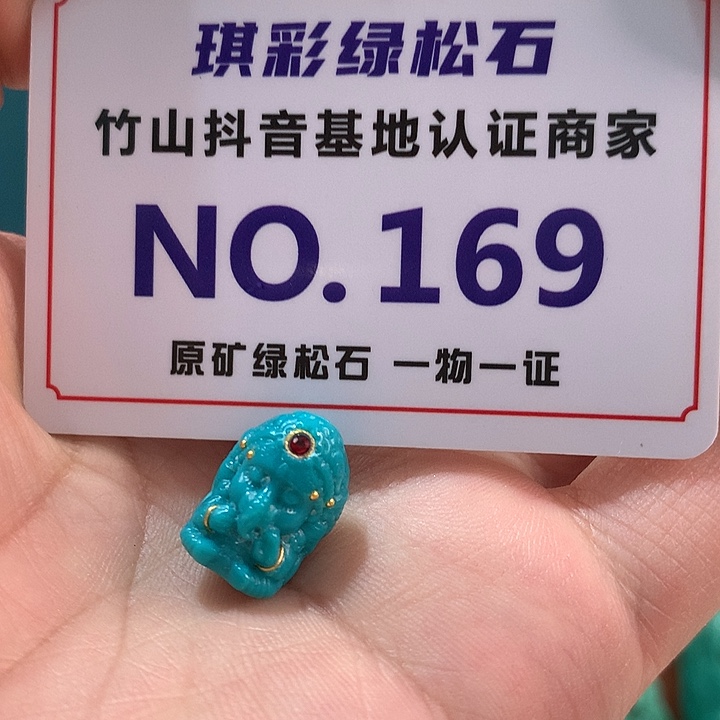 琪彩绿松石
竹山抖音基地认证商家
NO.169
原矿绿松石 一物一证